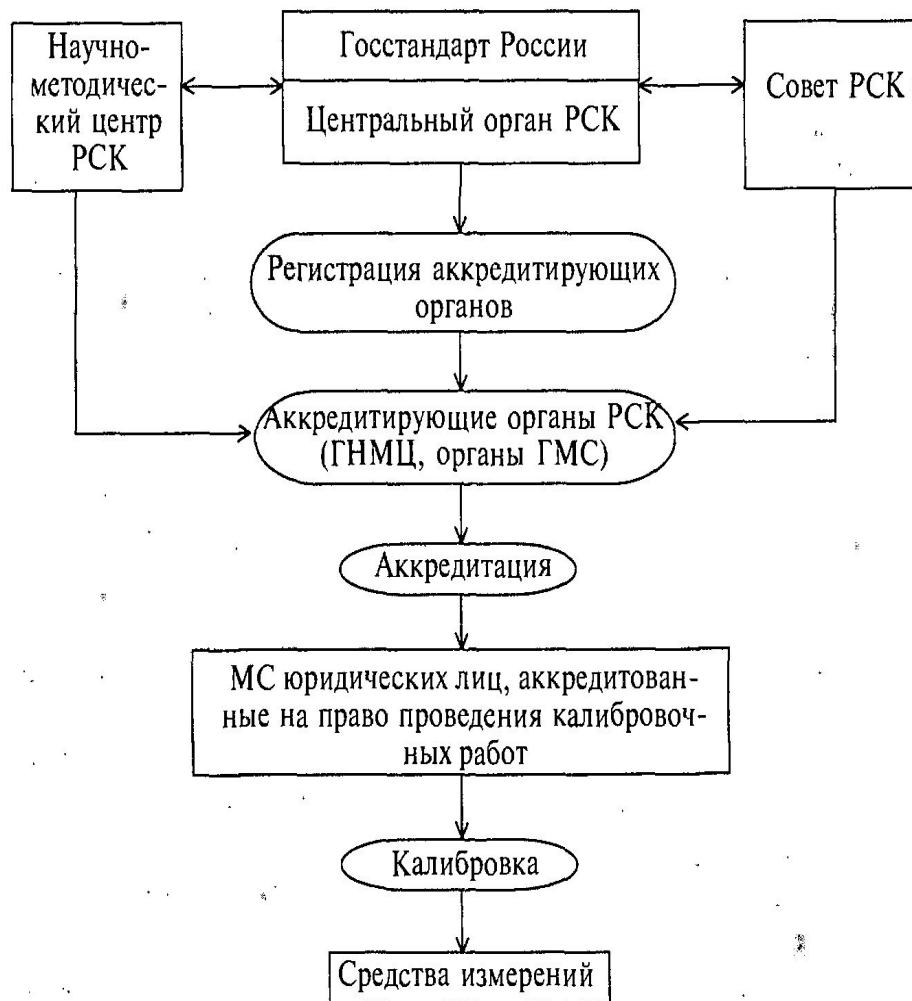 Научно-
методичес-
кий центр
РСК
Госстандарт России
Центральный орган РСК
Совет РСК
Регистрация аккредитирующих
органов
Аккредитирующие органы РСК
(ГНМЦ, органы ГМС)
Аккредитация
МС юридических лиц, аккредитован-
ные на право проведения калибровоч-
ных работ
Калибровка
Средства измерений